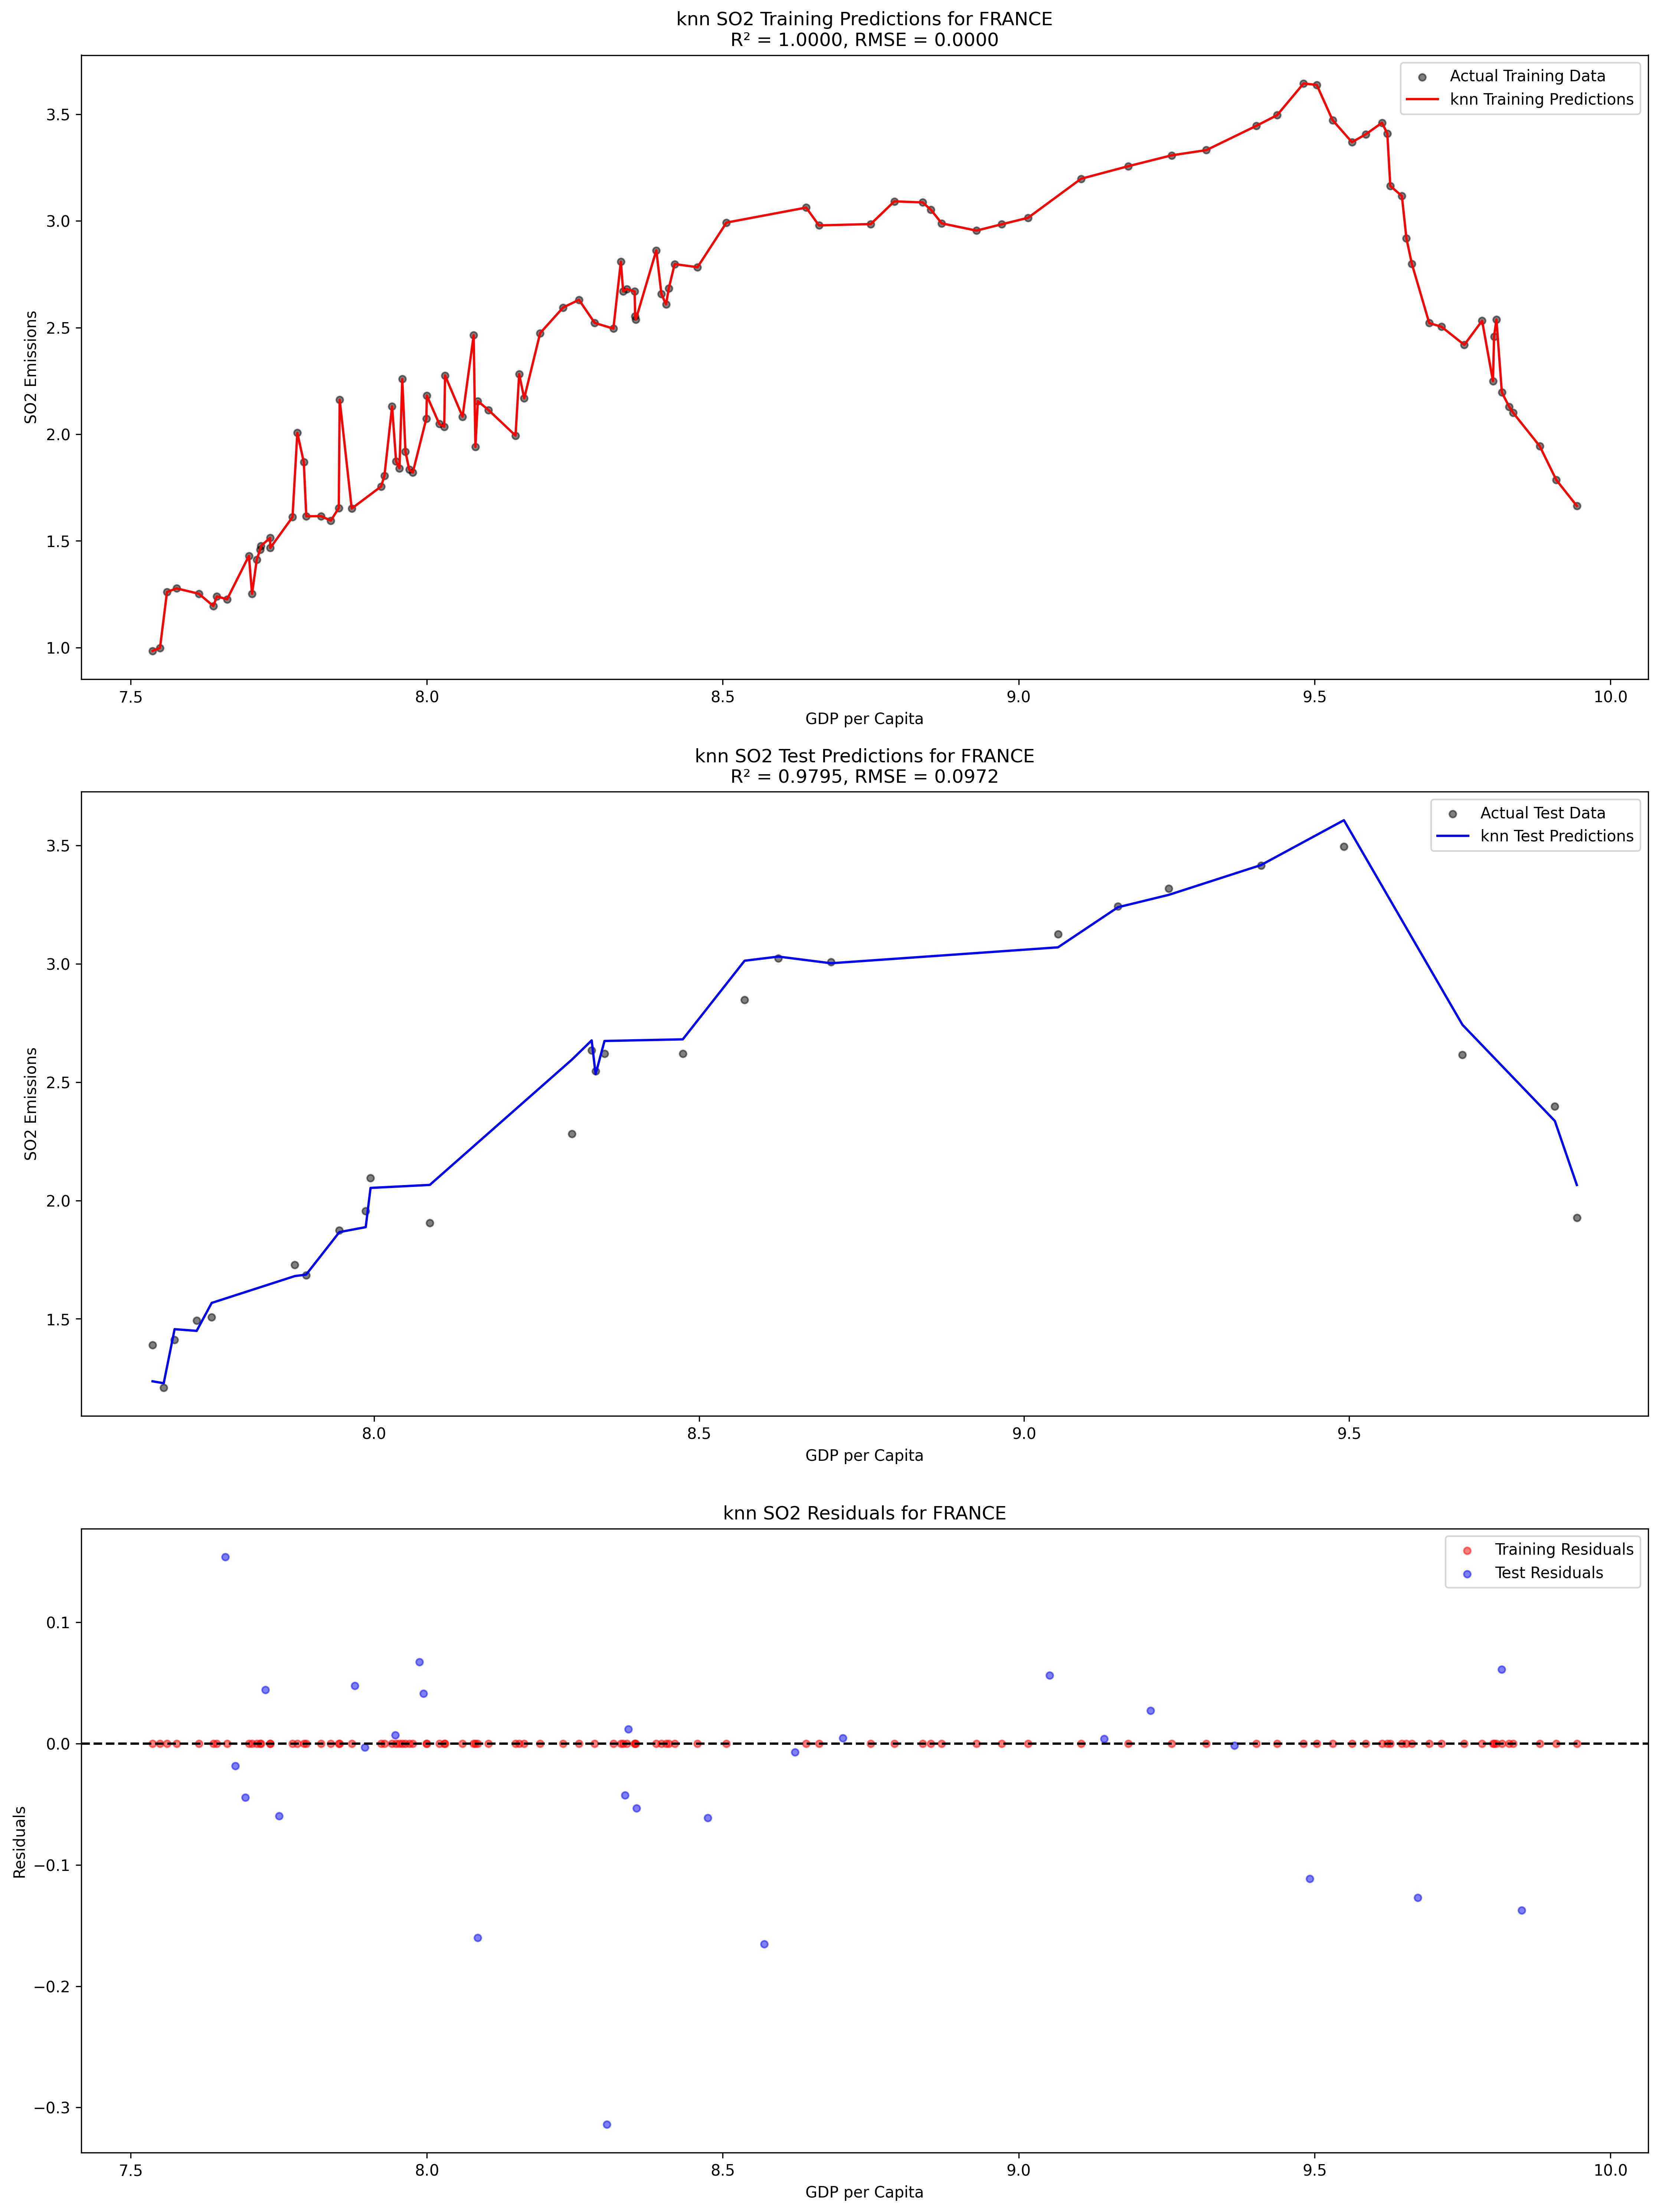 knn SO2 Training Predictions for FRANCE
R² = 1.0000, RMSE = 0.0000
Actual Training Data
knn Training Predictions
SO2 Emissions
3.5
3.0
2.5
2.0
1.5
1.0
7.5 8.0 8.5 9.0 9.5 10.0
GDP per Capita
knn SO2 Test Predictions for FRANCE
R² = 0.9795, RMSE = 0.0972
Actual Test Data
knn Test Predictions
SO2 Emissions
3.5
3.0
2.5
2.0
1.5
8.0 8.5 9.0 9.5
GDP per Capita
knn SO2 Residuals for FRANCE
Training Residuals
Test Residuals
Residuals
0.1
0.0
−0.1
−0.2
−0.3
7.5 8.0 8.5 9.0 9.5 10.0
GDP per Capita